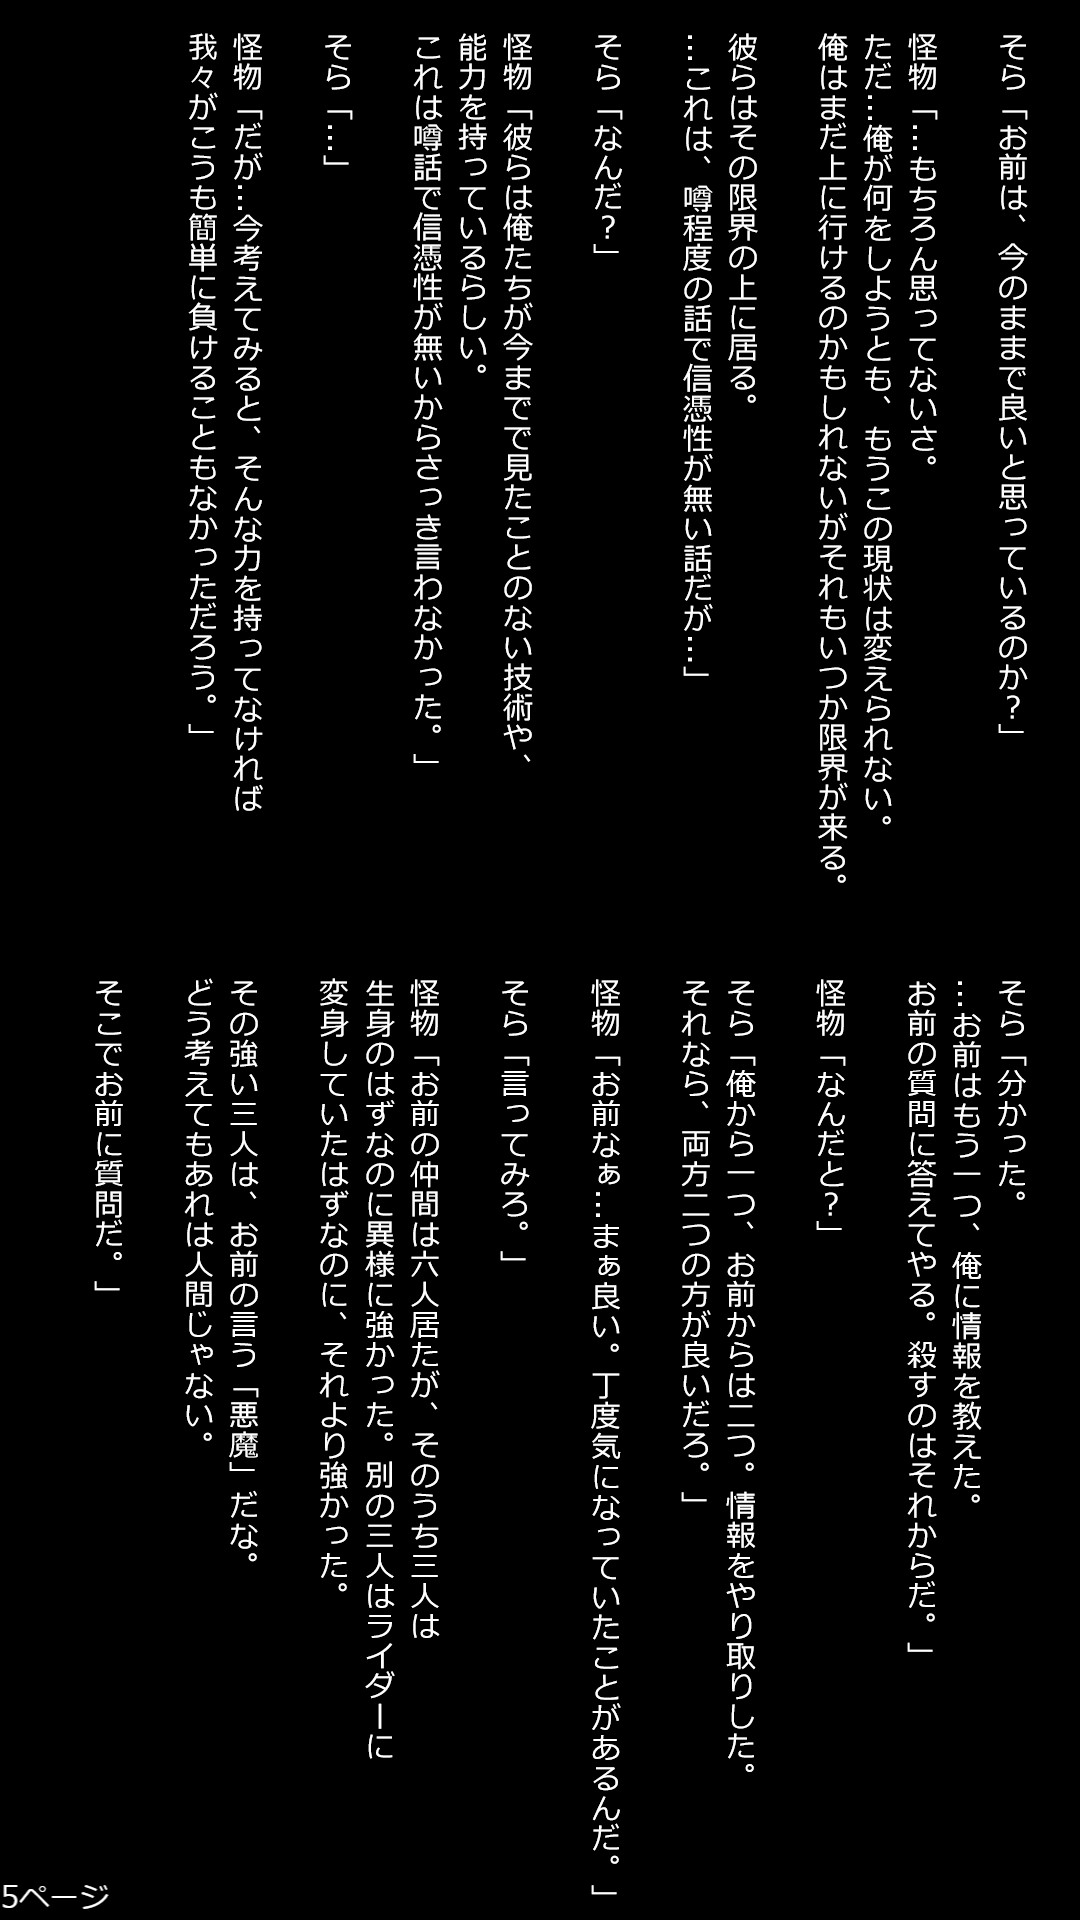 そら「お前は、今のままで良いと思っているのか？」
怪物「…もちろん思ってないさ。
ただ…俺が何をしようとも、もうこの現状は変えられない。
俺はまだ上に行けるのかもしれないがそれもいつか限界が来る。
彼らはその限界の上に居る。
…これは、噂程度の話で信憑性が無い話だが…」
そら「なんだ？」
怪物「彼らは俺たちが今までで見たことのない技術や、
能力を持っているらしい。
これは噂話で信憑性が無いからさっき言わなかった。」
そら「…」
怪物「だが…今考えてみると、そんな力を持ってなければ
我々がこうも簡単に負けることもなかっただろう。」
そら「分かった。
…お前はもう一つ、俺に情報を教えた。
お前の質問に答えてやる。殺すのはそれからだ。」
怪物「なんだと？」
そら「俺から一つ、お前からは二つ。情報をやり取りした。
それなら、両方二つの方が良いだろ。」
怪物「お前なぁ…まぁ良い。丁度気になっていたことがあるんだ。」
そら「言ってみろ。」
怪物「お前の仲間は六人居たが、そのうち三人は
生身のはずなのに異様に強かった。別の三人はライダーに
変身していたはずなのに、それより強かった。
その強い三人は、お前の言う「悪魔」だな。
どう考えてもあれは人間じゃない。
そこでお前に質問だ。」
5ページ